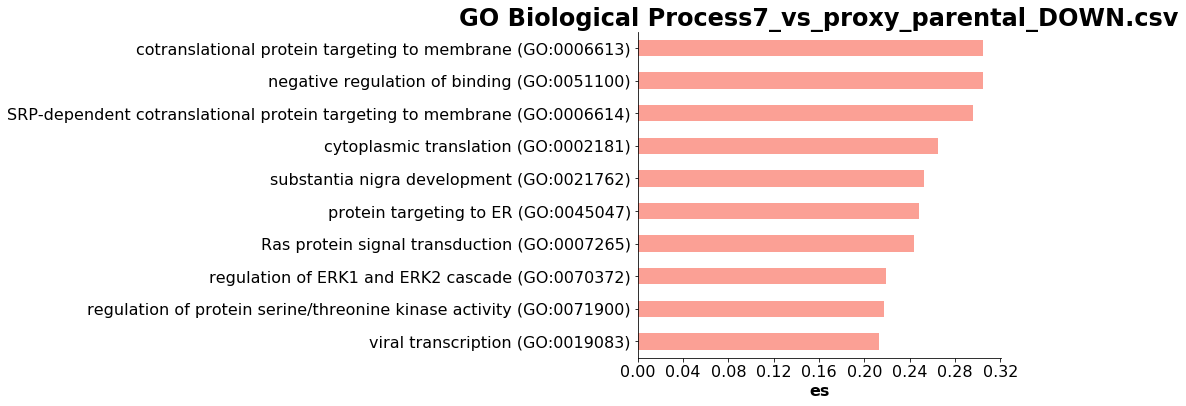 GO Biological Process7_vs_proxy_parental_DOWN.csv
cotranslational protein targeting to membrane (GO:0006613)
negative regulation of binding (GO:0051100)
SRP-dependent cotranslational protein targeting to membrane (GO:0006614)
cytoplasmic translation (GO:0002181)
substantia nigra development (GO:0021762)
protein targeting to ER (GO:0045047)
Ras protein signal transduction (GO:0007265)
regulation of ERK1 and ERK2 cascade (GO:0070372)
regulation of protein serine/threonine kinase activity (GO:0071900)
viral transcription (GO:0019083)
0.00 0.04 0.08 0.12 0.16 0.20 0.24 0.28 0.32
es